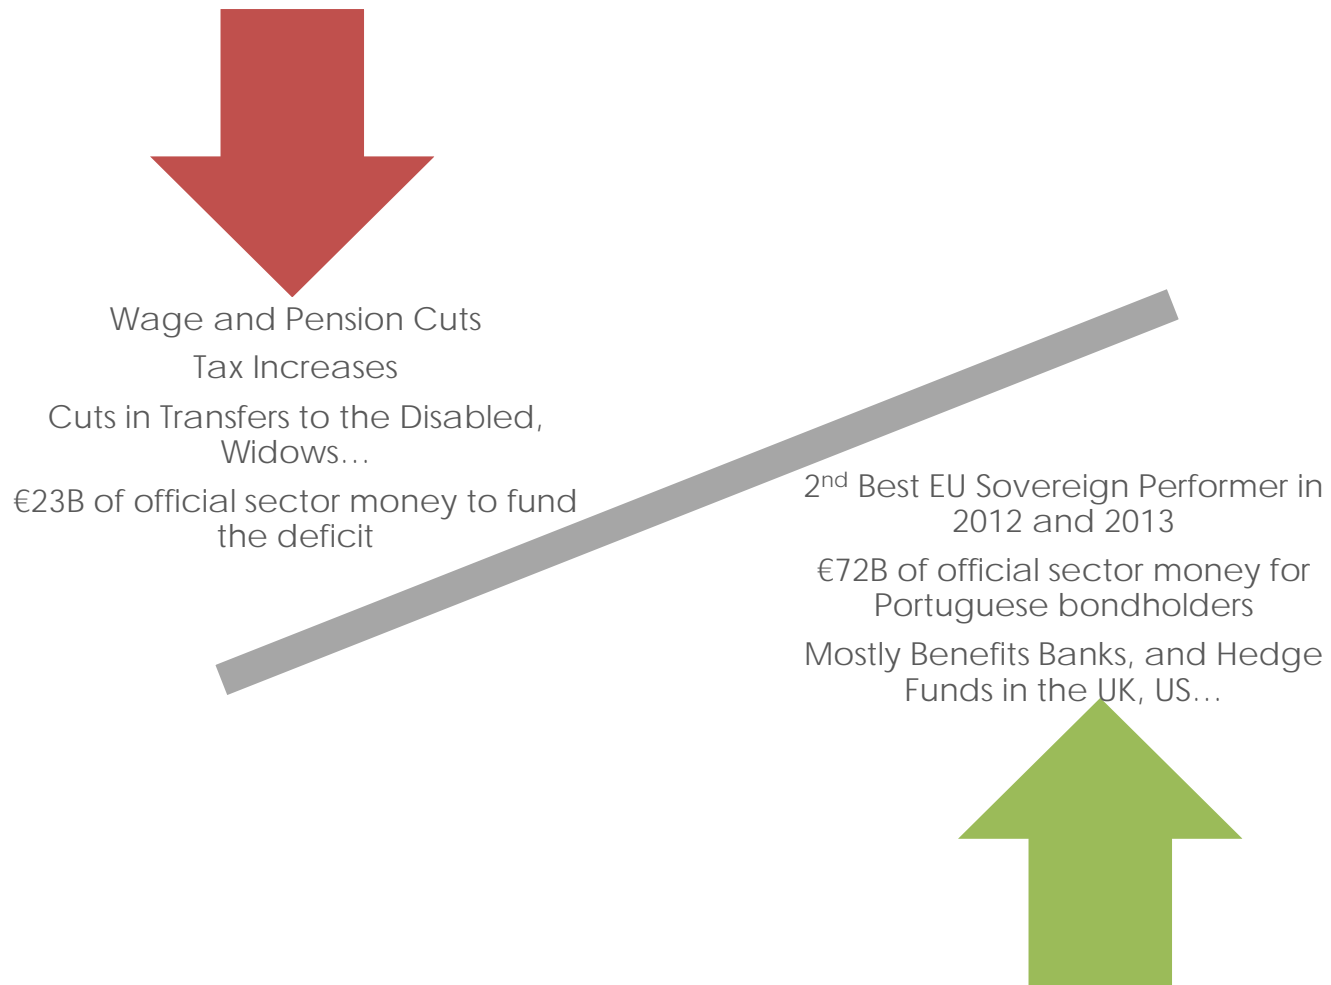 Wage and Pension Cuts
Tax Increases
Cuts in Transfers to the Disabled,
Widows…
€23B of official sector money to fund
the deficit
2nd Best EU Sovereign Performer in
2012 and 2013
€72B of official sector money for
Portuguese bondholders
Mostly Benefits Banks, and Hedge
Funds in the UK, US…